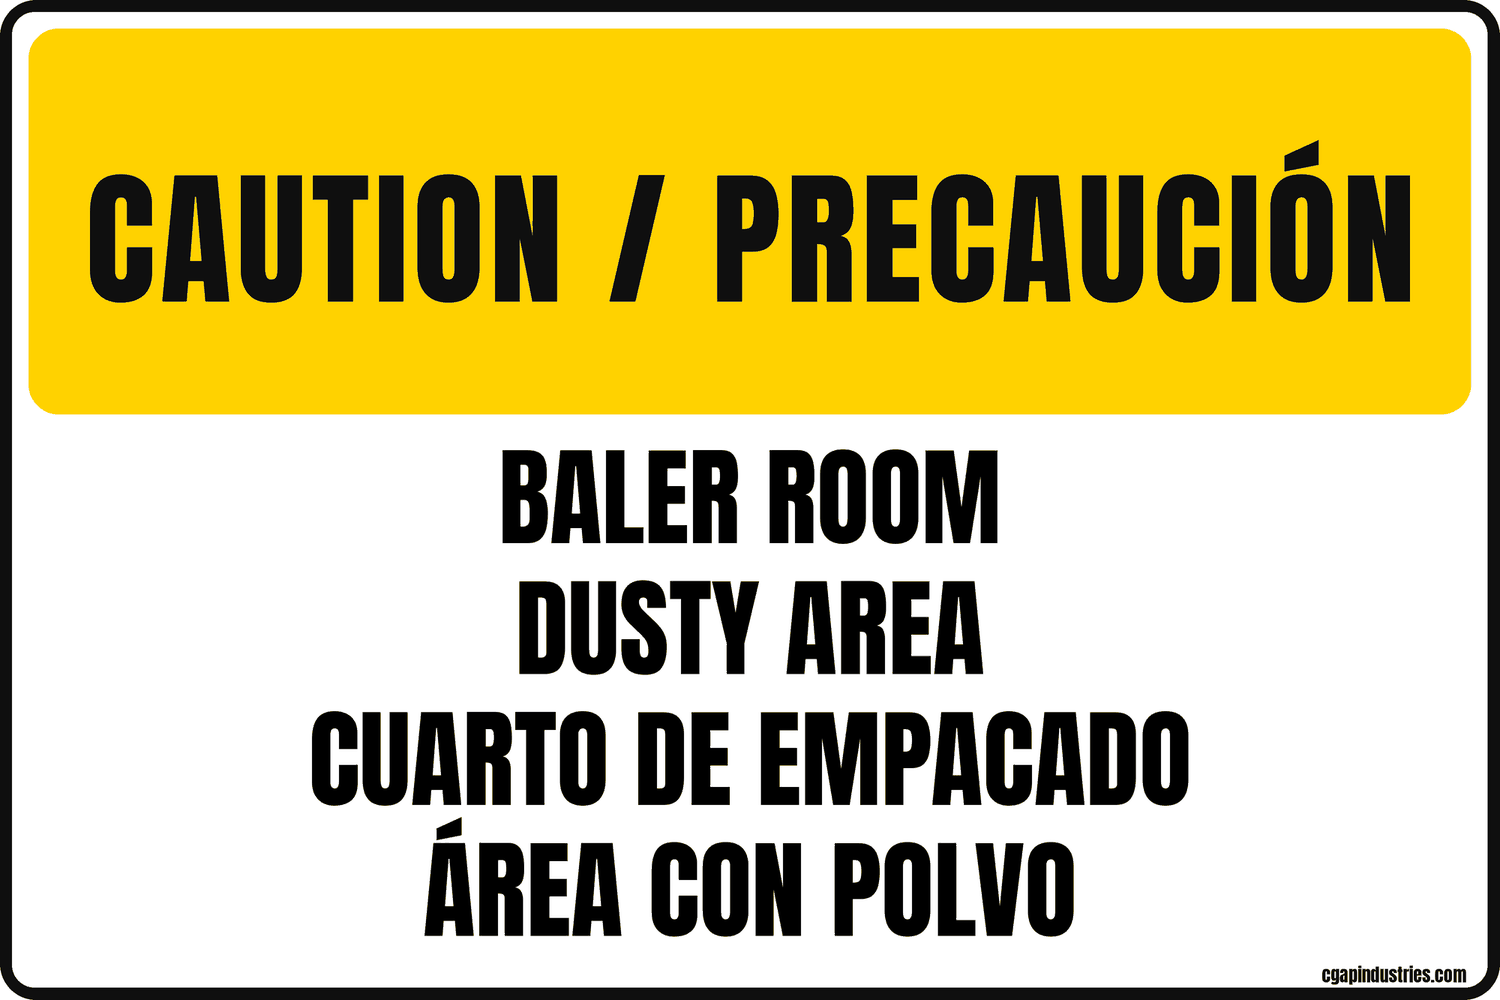 CAUTION / PRECAUCIÓN
BALER ROOM
DUSTY AREA
CUARTO DE EMPACADO
ÁREA CON POLVO
cgapindustries.com